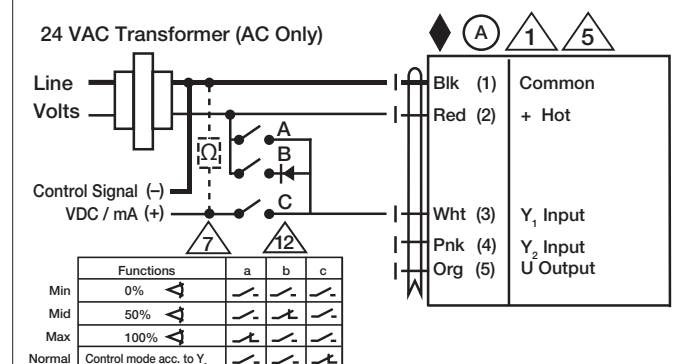 24 VAC Transformer (AC Only)
A 1 5
Line
Volts
Blk (1) Common
Red (2) + Hot
A
B
C
Ω
Control Signal (–)
VDC / mA (+)
Wht (3) Y1 Input
Pnk (4) Y2 Input
Org (5) U Output
7 12
Functions a b c
Min 0%
Mid 50%
Max 100%
Normal Control mode acc. to Y